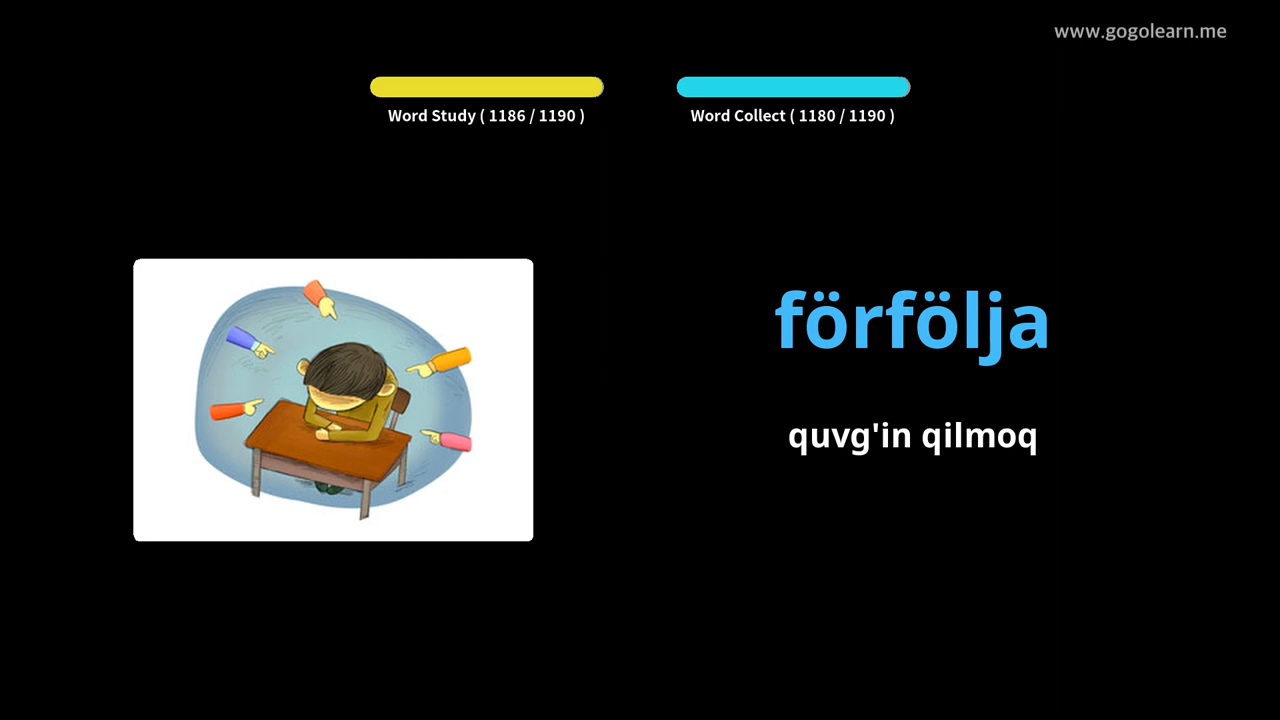 www.gogolearn.me
Word Study ( 1186 / 1190 )
Word Collect ( 1180 / 1190 )
förfölja
quvg'in qilmoq